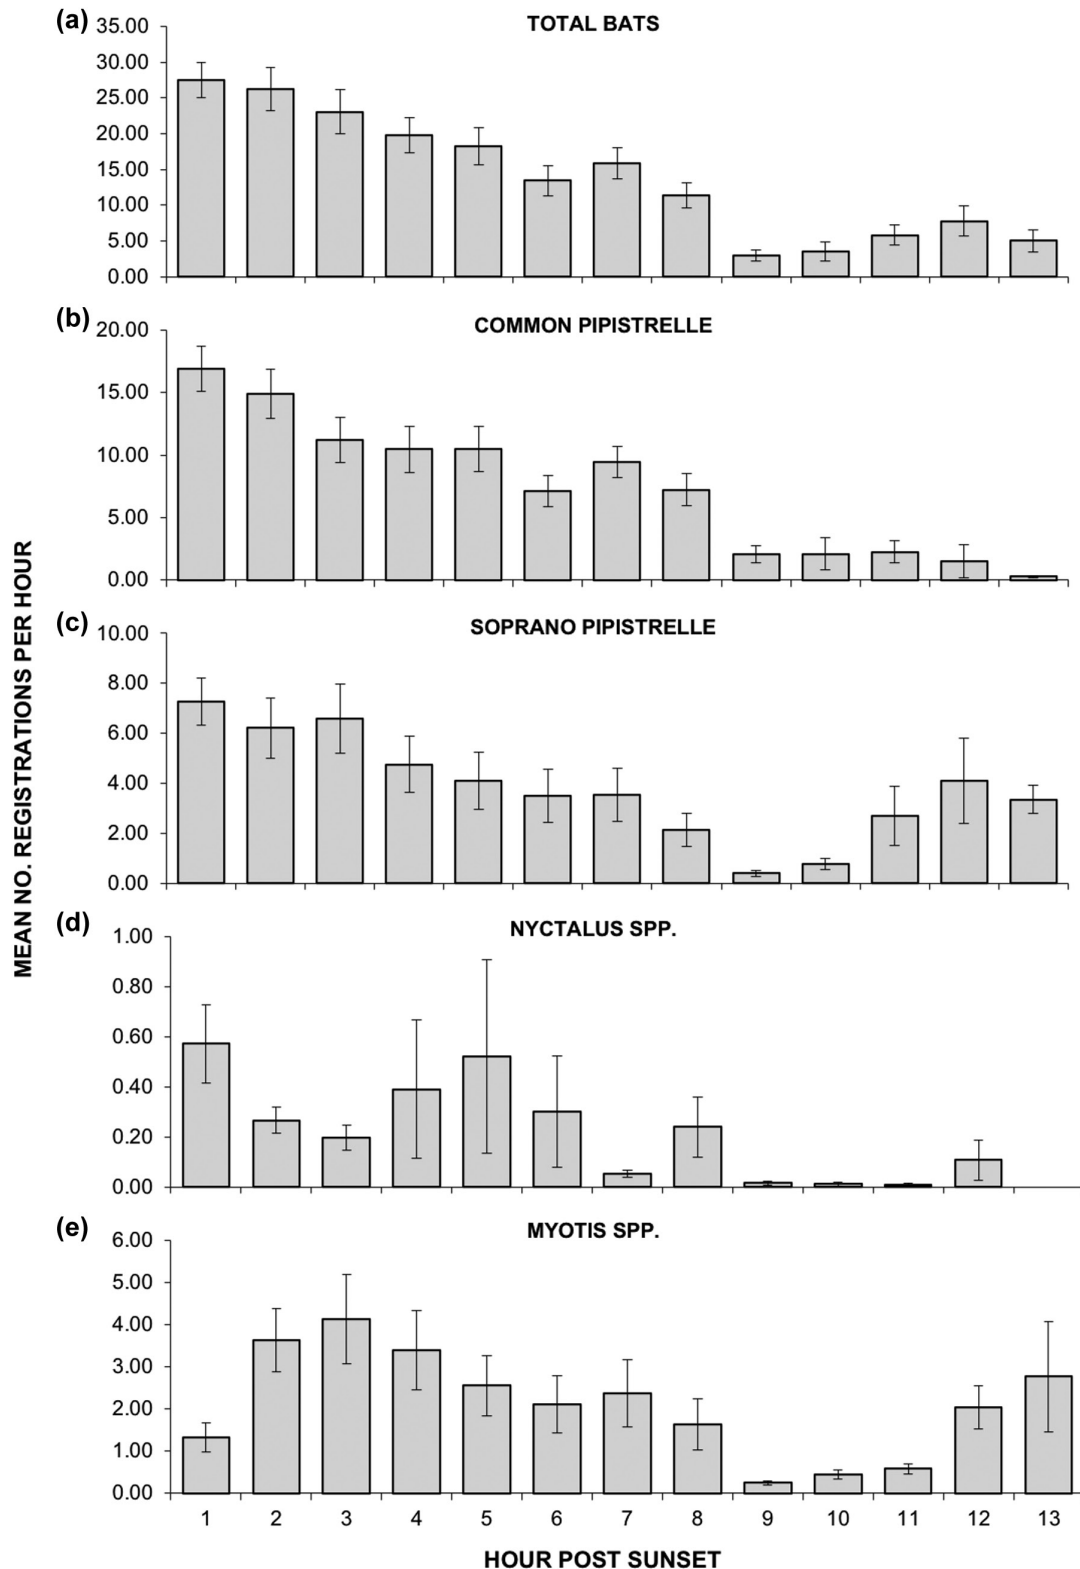 (a)
TOTAL BATS
35.00
30.00
25.00
20.00
15.00
10.00
5.00
0.00
(b)
COMMON PIPISTRELLE
20.00
15.00
10.00
5.00
0.00
(c)
SOPRANO PIPISTRELLE
10.00
8.00
6.00
4.00
2.00
0.00
(d)
NYCTALUS SPP.
1.00
0.80
0.60
0.40
0.20
0.00
(e)
MYOTIS SPP.
6.00
5.00
4.00
3.00
2.00
1.00
0.00
1 2 3 4 5 6 7 8 9 10 11 12 13
HOUR POST SUNSET
MEAN NO. REGISTRATIONS PER HOUR